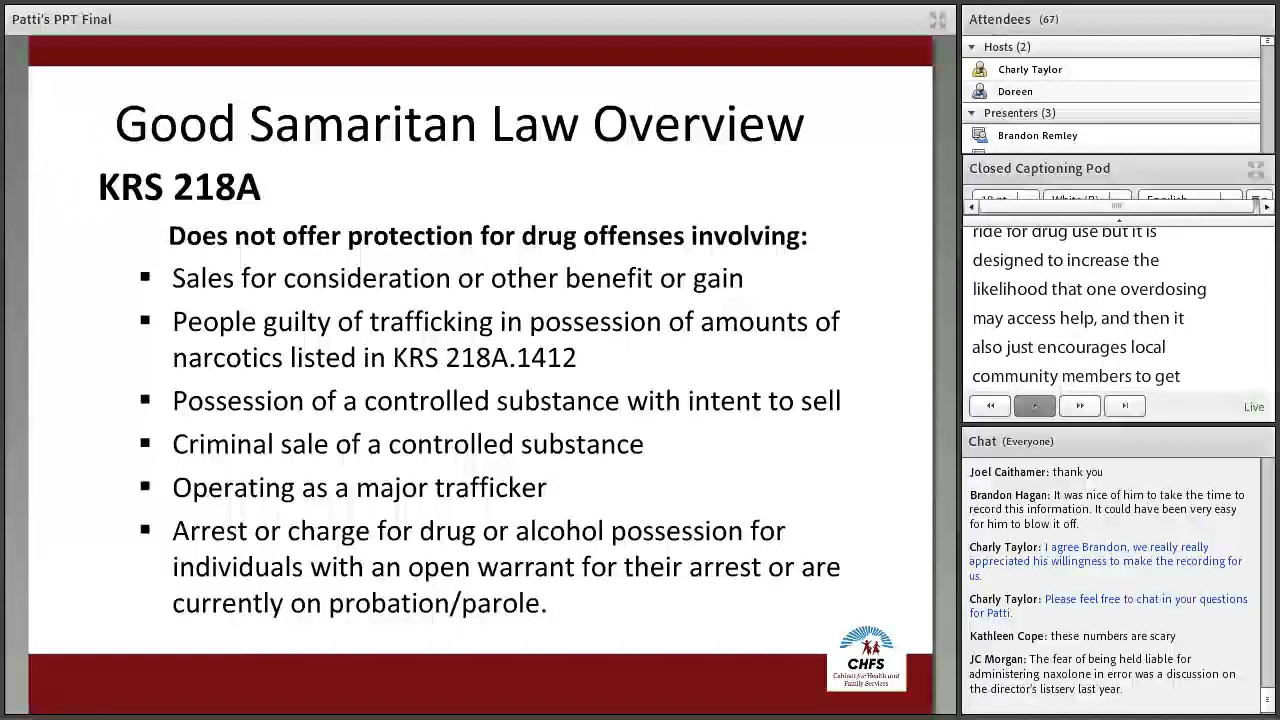 Patti's PPT Final
Good Samaritan Law Overview
KRS 218A
Does not offer protection for drug offenses involving:
▪ Sales for consideration or other benefit or gain
▪ People guilty of trafficking in possession of amounts of
narcotics listed in KRS 218A.1412
▪ Possession of a controlled substance with intent to sell
▪ Criminal sale of a controlled substance
▪ Operating as a major trafficker
▪ Arrest or charge for drug or alcohol possession for
individuals with an open warrant for their arrest or are
currently on probation/parole.
CHFS
Cabinet for Health and
Family Services
Attendees (67)
Hosts (2)
Charly Taylor
Doreen
Presenters (3)
Brandon Remley
Closed Captioning Pod
ride for drug use but it is
designed to increase the
likelihood that one overdosing
may access help, and then it
also just encourages local
community members to get
Live
Chat (Everyone)
Joel Caithamer: thank you
Brandon Hagan: It was nice of him to take the time to
record this information. It could have been very easy
for him to blow it off.
Charly Taylor: I agree Brandon, we really really
appreciated his willingness to make the recording for
us.
Charly Taylor: Please feel free to chat in your questions
for Patti.
Kathleen Cope: these numbers are scary
JC Morgan: The fear of being held liable for
administering naxolone in error was a discussion on
the director's listserv last year.